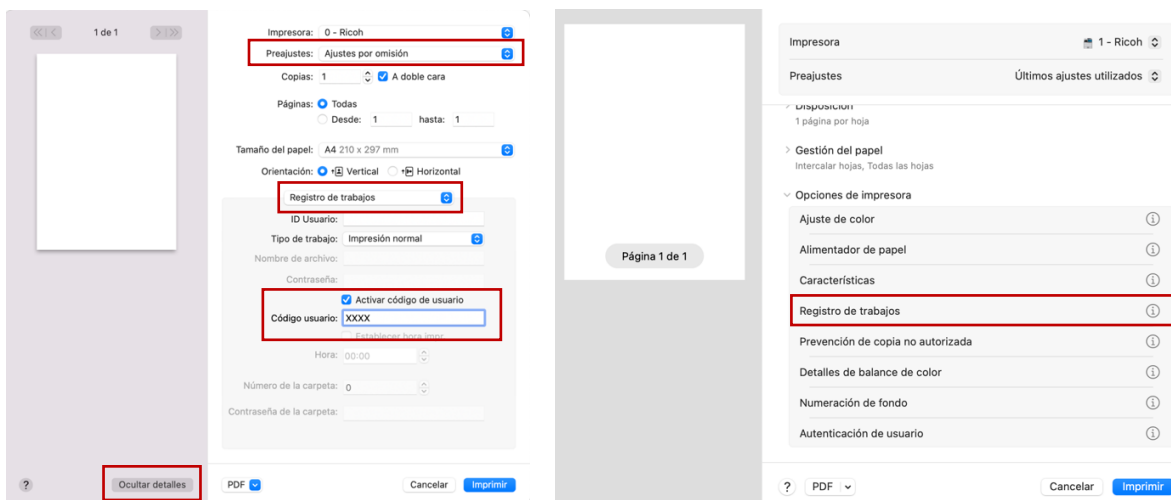 1 de 1
Impresora: 0 - Ricoh
Preajustes: Ajustes por omisión
Copias: 1 A doble cara
Páginas: Todas
Desde: 1 hasta: 1
Tamaño del papel: A4 210 x 297 mm
Orientación: Vertical Horizontal
Registro de trabajos
ID Usuario:
Tipo de trabajo: Impresión normal
Nombre de archivo:
Contraseña:
Activar código de usuario
Código usuario: XXXX
Establecer hora impr.
Hora: 00:00
Número de la carpeta: 0
Contraseña de la carpeta:
? Ocultar detalles PDF Cancelar Imprimir
Página 1 de 1
Impresora 1 - Ricoh
Preajustes Últimos ajustes utilizados
Disposición
1 página por hoja
Gestión del papel
Intercalar hojas, Todas las hojas
Opciones de impresora
Ajuste de color
Alimentador de papel
Características
Registro de trabajos
Prevención de copia no autorizada
Detalles de balance de color
Numeración de fondo
Autenticación de usuario
? PDF Cancelar Imprimir